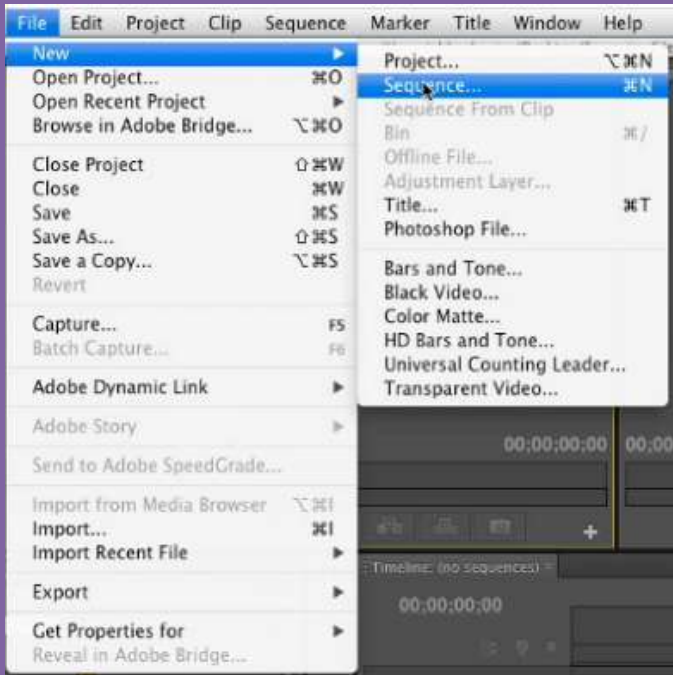 File Edit Project Clip Sequence Marker Title Window Help
New
Open Project... ⌘O
Open Recent Project
Browse in Adobe Bridge... ⌥⌘O
Close Project ⇧⌘W
Close ⌘W
Save ⌘S
Save As... ⇧⌘S
Save a Copy... ⌥⌘S
Revert
Capture... F5
Batch Capture... F6
Adobe Dynamic Link
Adobe Story
Send to Adobe SpeedGrade...
Import from Media Browser ⌥⌘I
Import... ⌘I
Import Recent File
Export
Get Properties for
Reveal in Adobe Bridge...
Project... ⌥⌘N
Sequence... ⌘N
Sequence From Clip
Bin ⌘/
Offline File...
Adjustment Layer...
Title... ⌘T
Photoshop File...
Bars and Tone...
Black Video...
Color Matte...
HD Bars and Tone...
Universal Counting Leader...
Transparent Video...
00;00;00;00 00;00
Timeline: (no sequences)
00;00;00;00